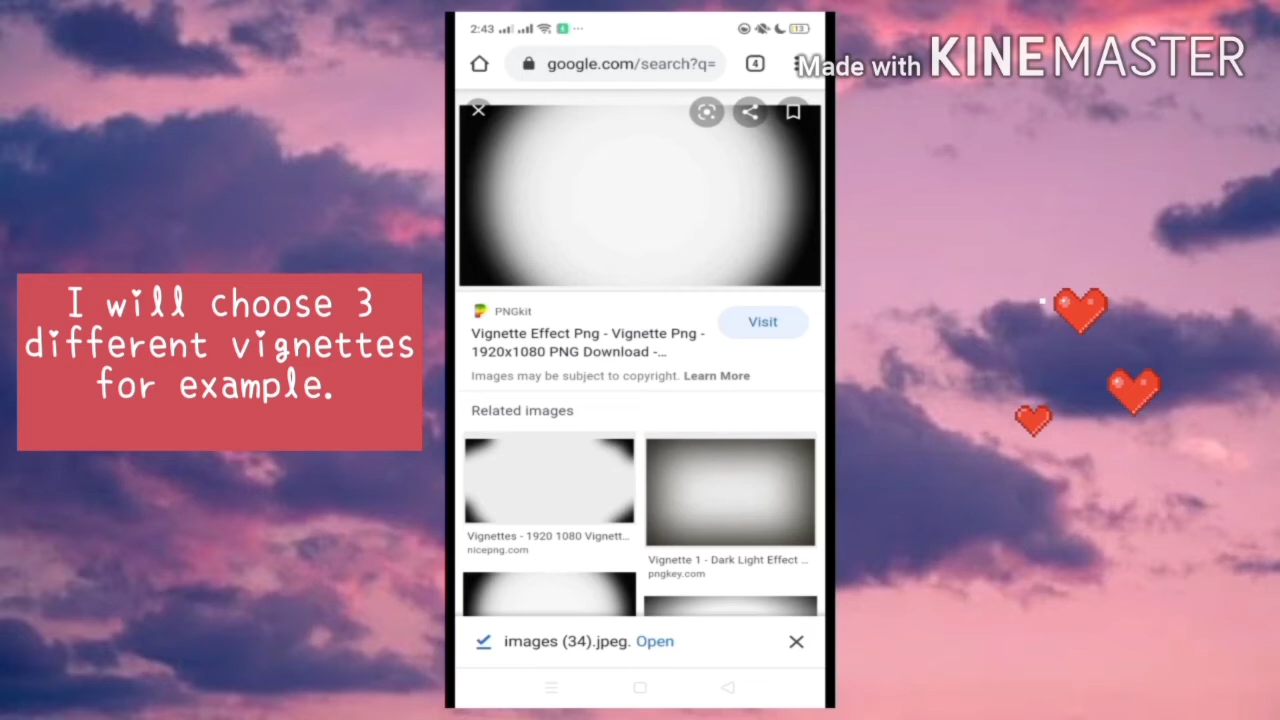 Made with KINEMASTER
I will choose 3
different vignettes
for example.
2:43
13
google.com/search?q=
4
PNGkit
Vignette Effect Png - Vignette Png -
1920x1080 PNG Download -...
Visit
Images may be subject to copyright. Learn More
Related images
Vignettes - 1920 1080 Vignett...
nicepng.com
Vignette 1 - Dark Light Effect ...
pngkey.com
images (34).jpeg. Open